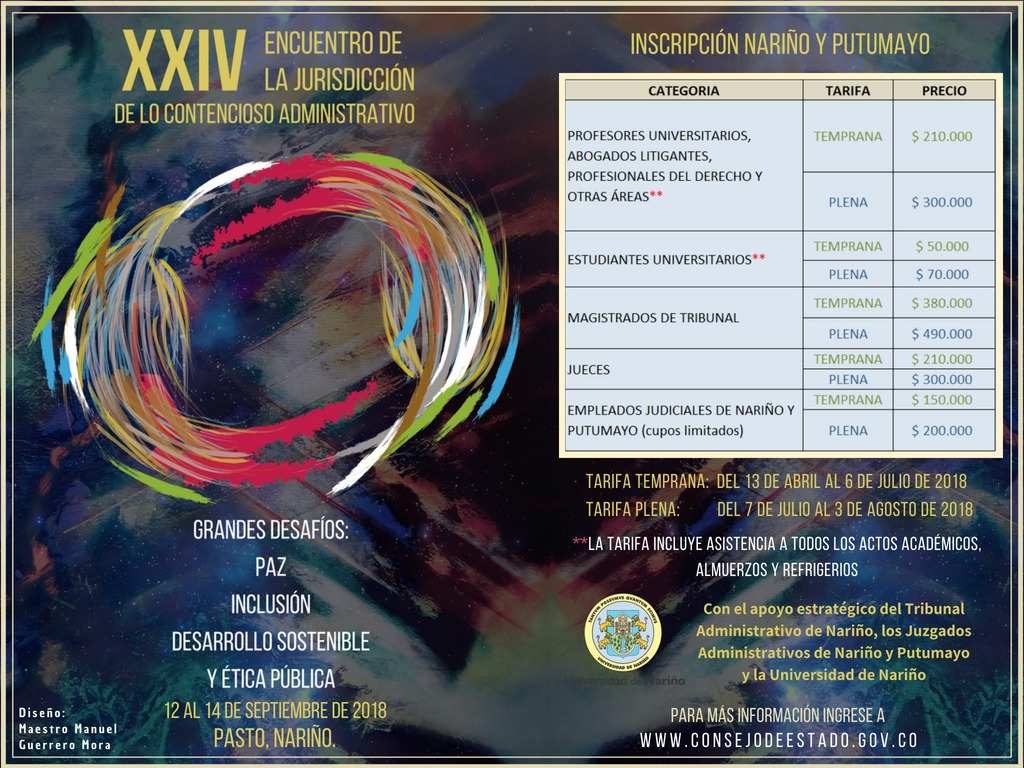 XXIV ENCUENTRO DE
LA JURISDICCIÓN
DE LO CONTENCIOSO ADMINISTRATIVO
GRANDES DESAFÍOS:
PAZ
INCLUSIÓN
DESARROLLO SOSTENIBLE
Y ÉTICA PÚBLICA
12 AL 14 DE SEPTIEMBRE DE 2018
PASTO, NARIÑO.
Diseño:
Maestro Manuel
Guerrero Mora
INSCRIPCIÓN NARIÑO Y PUTUMAYO
CATEGORIA TARIFA PRECIO
PROFESORES UNIVERSITARIOS,
ABOGADOS LITIGANTES,
PROFESIONALES DEL DERECHO Y
OTRAS ÁREAS**
TEMPRANA $ 210.000
PLENA $ 300.000
ESTUDIANTES UNIVERSITARIOS**
TEMPRANA $ 50.000
PLENA $ 70.000
MAGISTRADOS DE TRIBUNAL
TEMPRANA $ 380.000
PLENA $ 490.000
JUECES
TEMPRANA $ 210.000
PLENA $ 300.000
EMPLEADOS JUDICIALES DE NARIÑO Y
PUTUMAYO (cupos limitados)
TEMPRANA $ 150.000
PLENA $ 200.000
TARIFA TEMPRANA: DEL 13 DE ABRIL AL 6 DE JULIO DE 2018
TARIFA PLENA: DEL 7 DE JULIO AL 3 DE AGOSTO DE 2018
**LA TARIFA INCLUYE ASISTENCIA A TODOS LOS ACTOS ACADÉMICOS,
ALMUERZOS Y REFRIGERIOS
TANTUM POSSUMUS QUANTUM SCIMUS
UNIVERSIDAD DE NARIÑO
Universidad de Nariño
Con el apoyo estratégico del Tribunal
Administrativo de Nariño, los Juzgados
Administrativos de Nariño y Putumayo
y la Universidad de Nariño
PARA MÁS INFORMACIÓN INGRESE A
WWW.CONSEJODEESTADO.GOV.CO